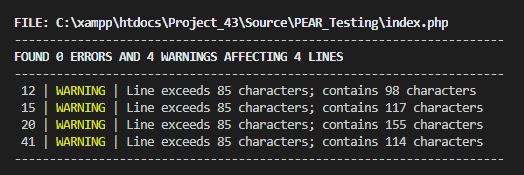 FILE: C:\xampp\htdocs\Project_43\Source\PEAR_Testing\index.php
----------------------------------------------------------------------
FOUND 0 ERRORS AND 4 WARNINGS AFFECTING 4 LINES
----------------------------------------------------------------------
12 | WARNING | Line exceeds 85 characters; contains 98 characters
15 | WARNING | Line exceeds 85 characters; contains 117 characters
20 | WARNING | Line exceeds 85 characters; contains 155 characters
41 | WARNING | Line exceeds 85 characters; contains 114 characters
----------------------------------------------------------------------